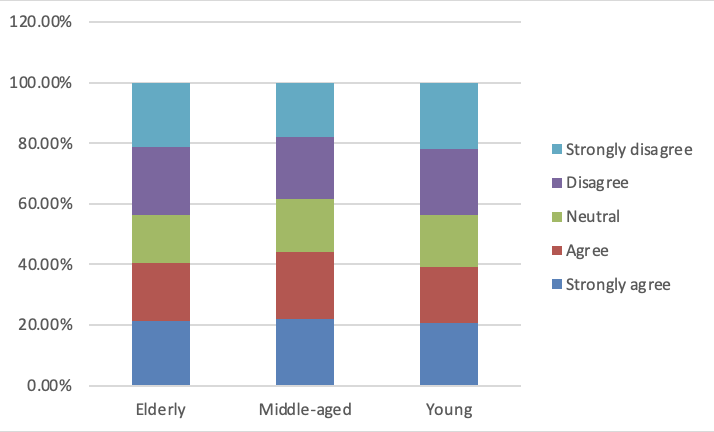 120.00%
100.00%
80.00%
60.00%
40.00%
20.00%
0.00%
Elderly
Middle-aged
Young
Strongly disagree
Disagree
Neutral
Agree
Strongly agree